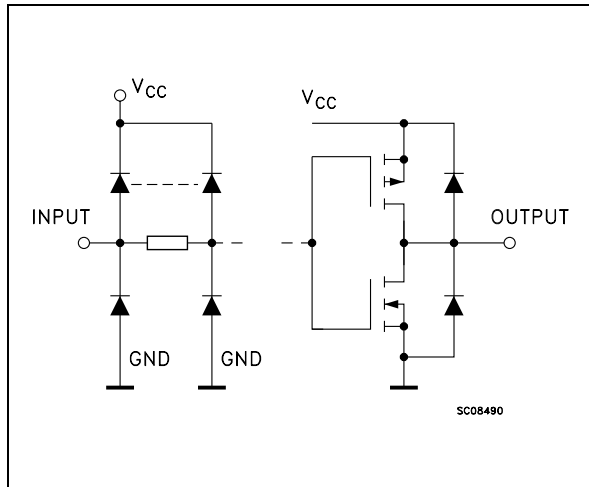 VCC
VCC
INPUT
OUTPUT
GND
GND
SC08490